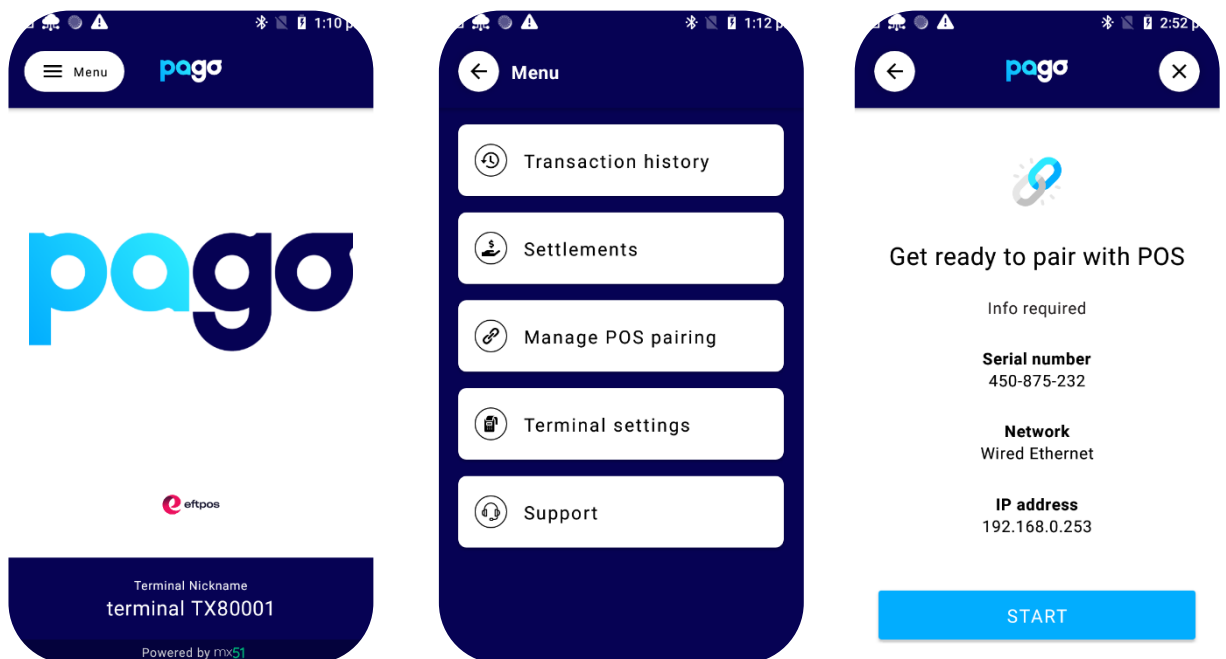 1:10 p
Menu
pago
pago
eftpos
Terminal Nickname
terminal TX80001
Powered by mx51
1:12 p
Menu
Transaction history
Settlements
Manage POS pairing
Terminal settings
Support
2:52 p
pago
Get ready to pair with POS
Info required
Serial number
450-875-232
Network
Wired Ethernet
IP address
192.168.0.253
START